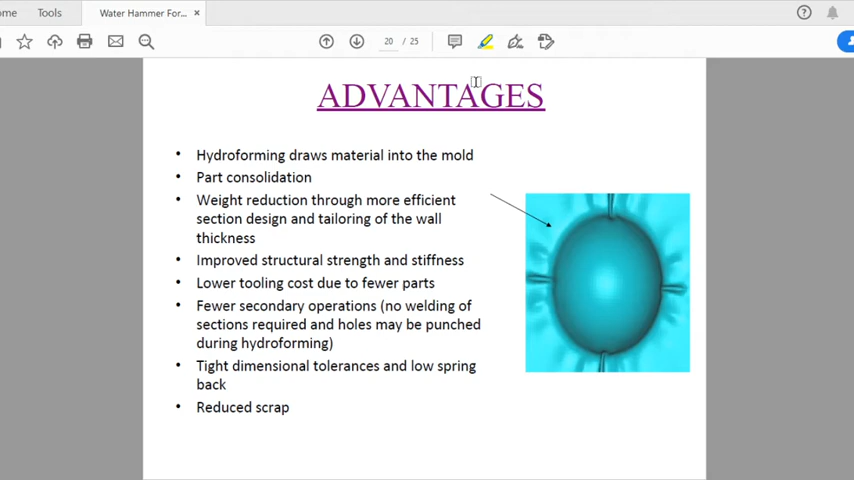 ome
Tools
Water Hammer For...
×
20 / 25
ADVANTAGES
• Hydroforming draws material into the mold
• Part consolidation
• Weight reduction through more efficient
section design and tailoring of the wall
thickness
• Improved structural strength and stiffness
• Lower tooling cost due to fewer parts
• Fewer secondary operations (no welding of
sections required and holes may be punched
during hydroforming)
• Tight dimensional tolerances and low spring
back
• Reduced scrap